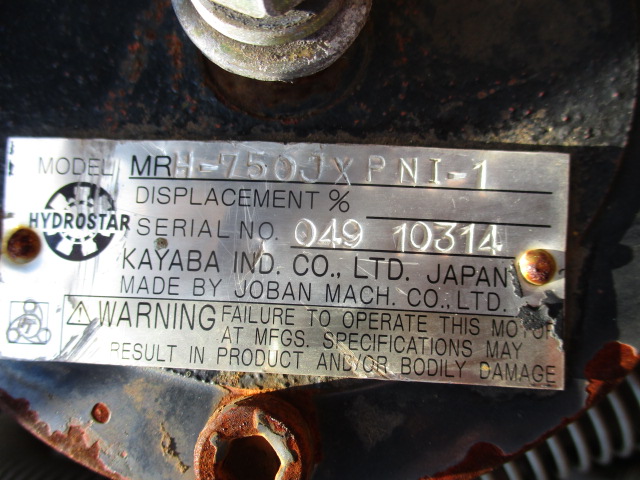 MODEL MRH-750JXPNI-1
HYDROSTAR
DISPLACEMENT %
SERIAL NO. 049 10314
KAYABA IND. CO., LTD. JAPAN
MADE BY JOBAN MACH. CO. LTD.
⚠WARNING FAILURE TO OPERATE THIS MOTOR
AT MFGS. SPECIFICATIONS MAY
RESULT IN PRODUCT AND/OR BODILY DAMAGE